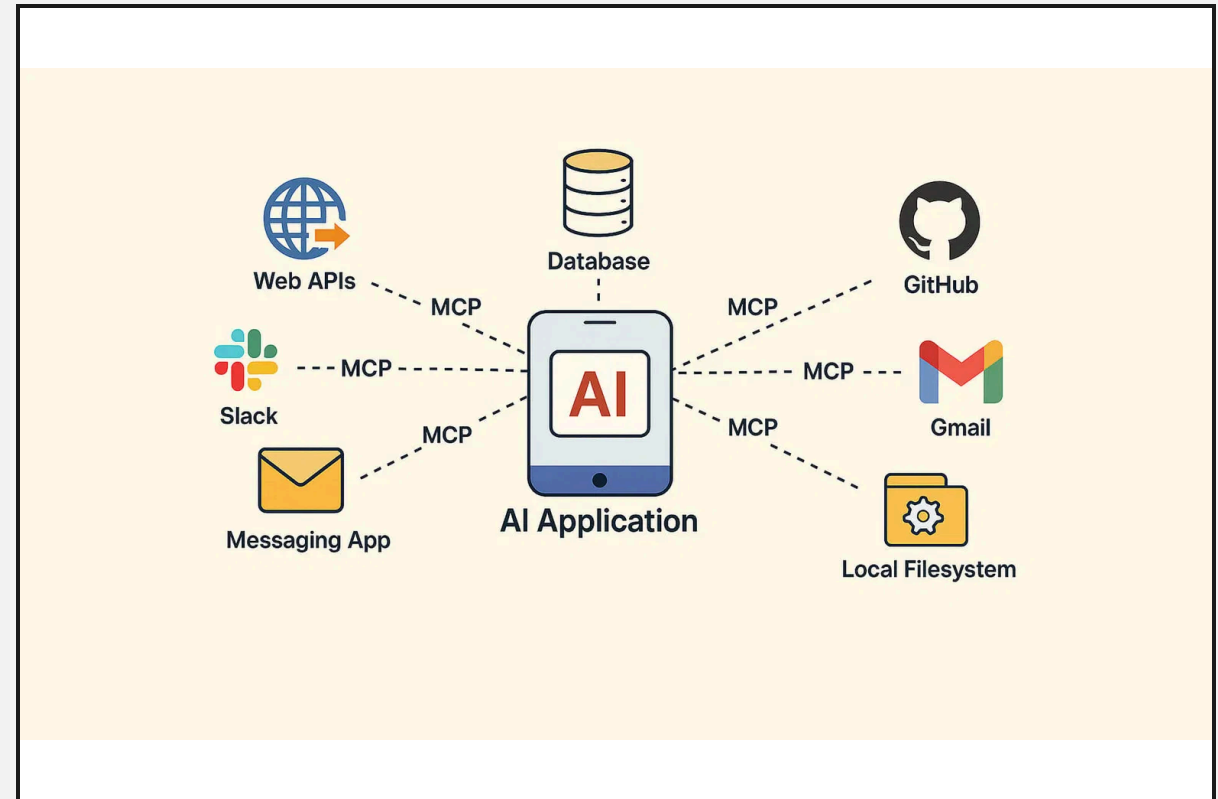 Database
Web APIs
GitHub
MCP
MCP
Slack
MCP
AI
MCP
Gmail
MCP
MCP
Messaging App
AI Application
Local Filesystem